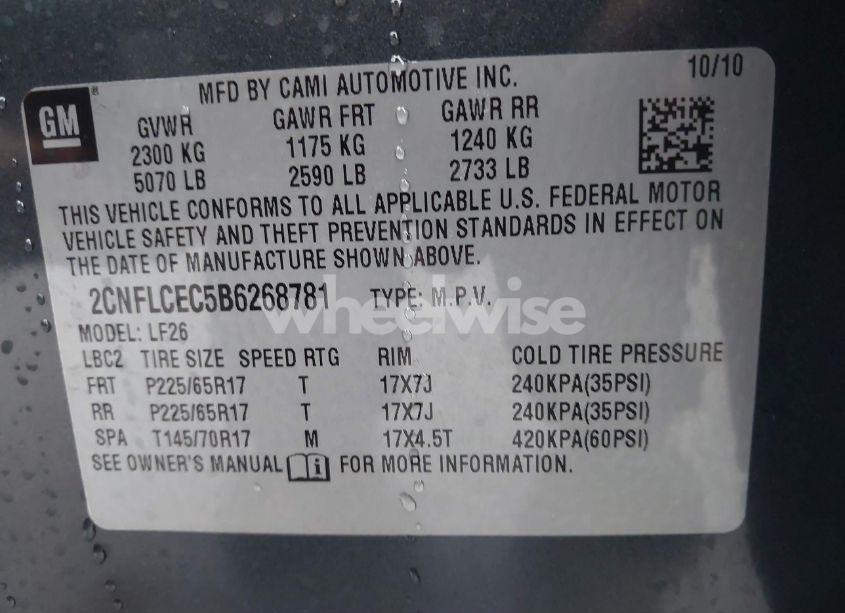 MFD BY CAMI AUTOMOTIVE INC. 10/10
GM ®
GVWR GAWR FRT GAWR RR
2300 KG 1175 KG 1240 KG
5070 LB 2590 LB 2733 LB
THIS VEHICLE CONFORMS TO ALL APPLICABLE U.S. FEDERAL MOTOR
VEHICLE SAFETY AND THEFT PREVENTION STANDARDS IN EFFECT ON
THE DATE OF MANUFACTURE SHOWN ABOVE.
2CNFLCEC5B6268781 TYPE: M.P.V.
wheelwise
MODEL: LF26
LBC2 TIRE SIZE SPEED RTG RIM COLD TIRE PRESSURE
FRT P225/65R17 T 17X7J 240KPA(35PSI)
RR P225/65R17 T 17X7J 240KPA(35PSI)
SPA T145/70R17 M 17X4.5T 420KPA(60PSI)
SEE OWNER'S MANUAL i FOR MORE INFORMATION.